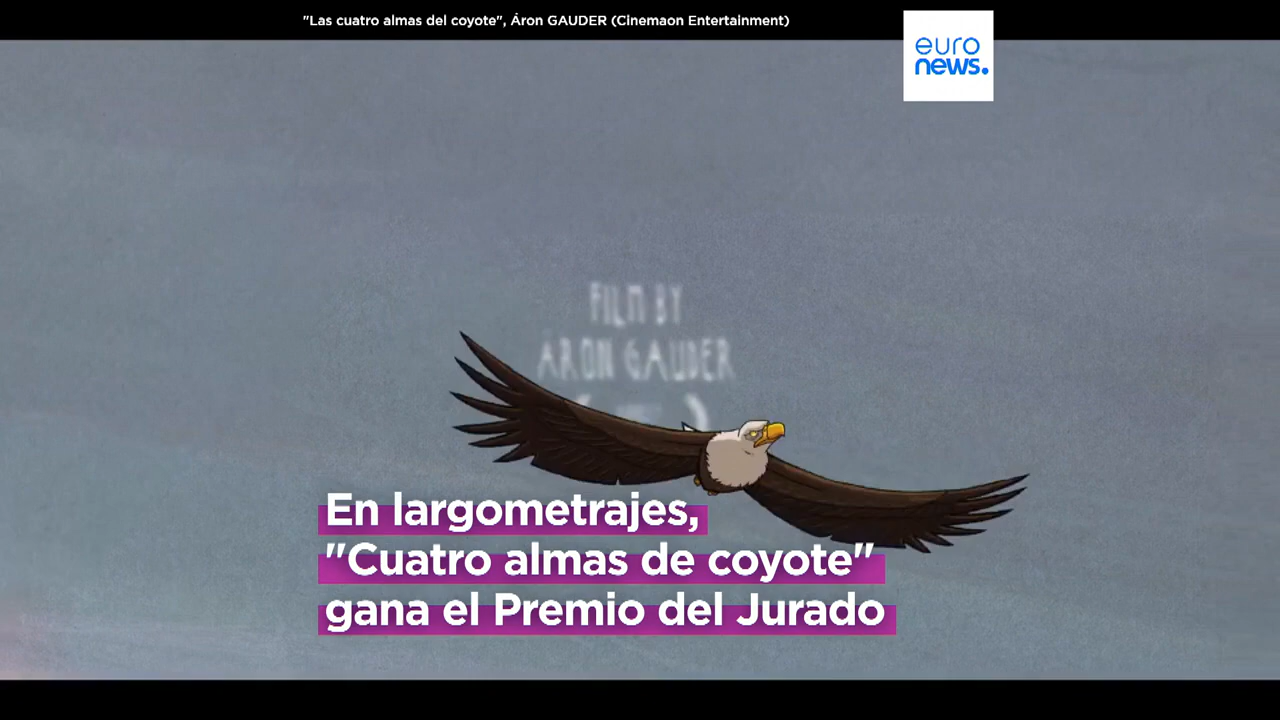 "Las cuatro almas del coyote", Áron GAUDER (Cinemaon Entertainment)
euro
news.
FILM BY
ÁRON GAUDER
En largometrajes,
"Cuatro almas de coyote"
gana el Premio del Jurado